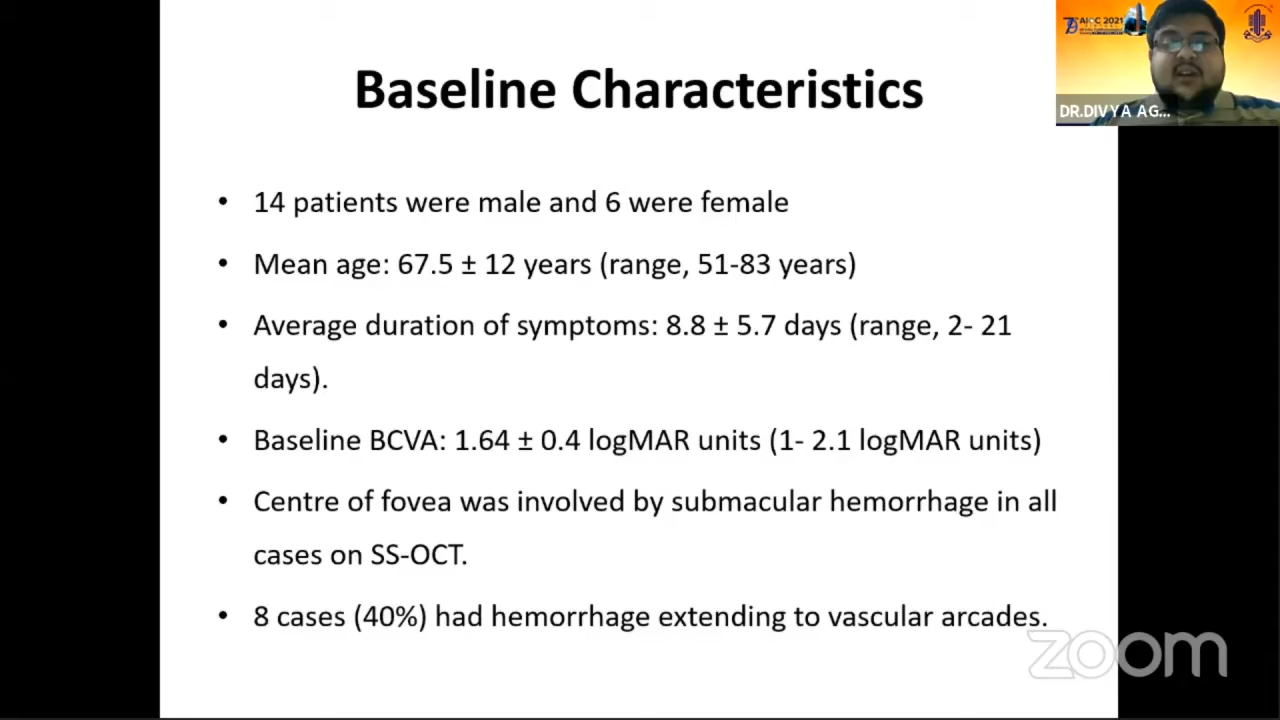 Baseline Characteristics
AIOC 2021
DR.DIVYA AG...
• 14 patients were male and 6 were female
• Mean age: 67.5 ± 12 years (range, 51-83 years)
• Average duration of symptoms: 8.8 ± 5.7 days (range, 2- 21
days).
• Baseline BCVA: 1.64 ± 0.4 logMAR units (1- 2.1 logMAR units)
• Centre of fovea was involved by submacular hemorrhage in all
cases on SS-OCT.
• 8 cases (40%) had hemorrhage extending to vascular arcades.
zoom